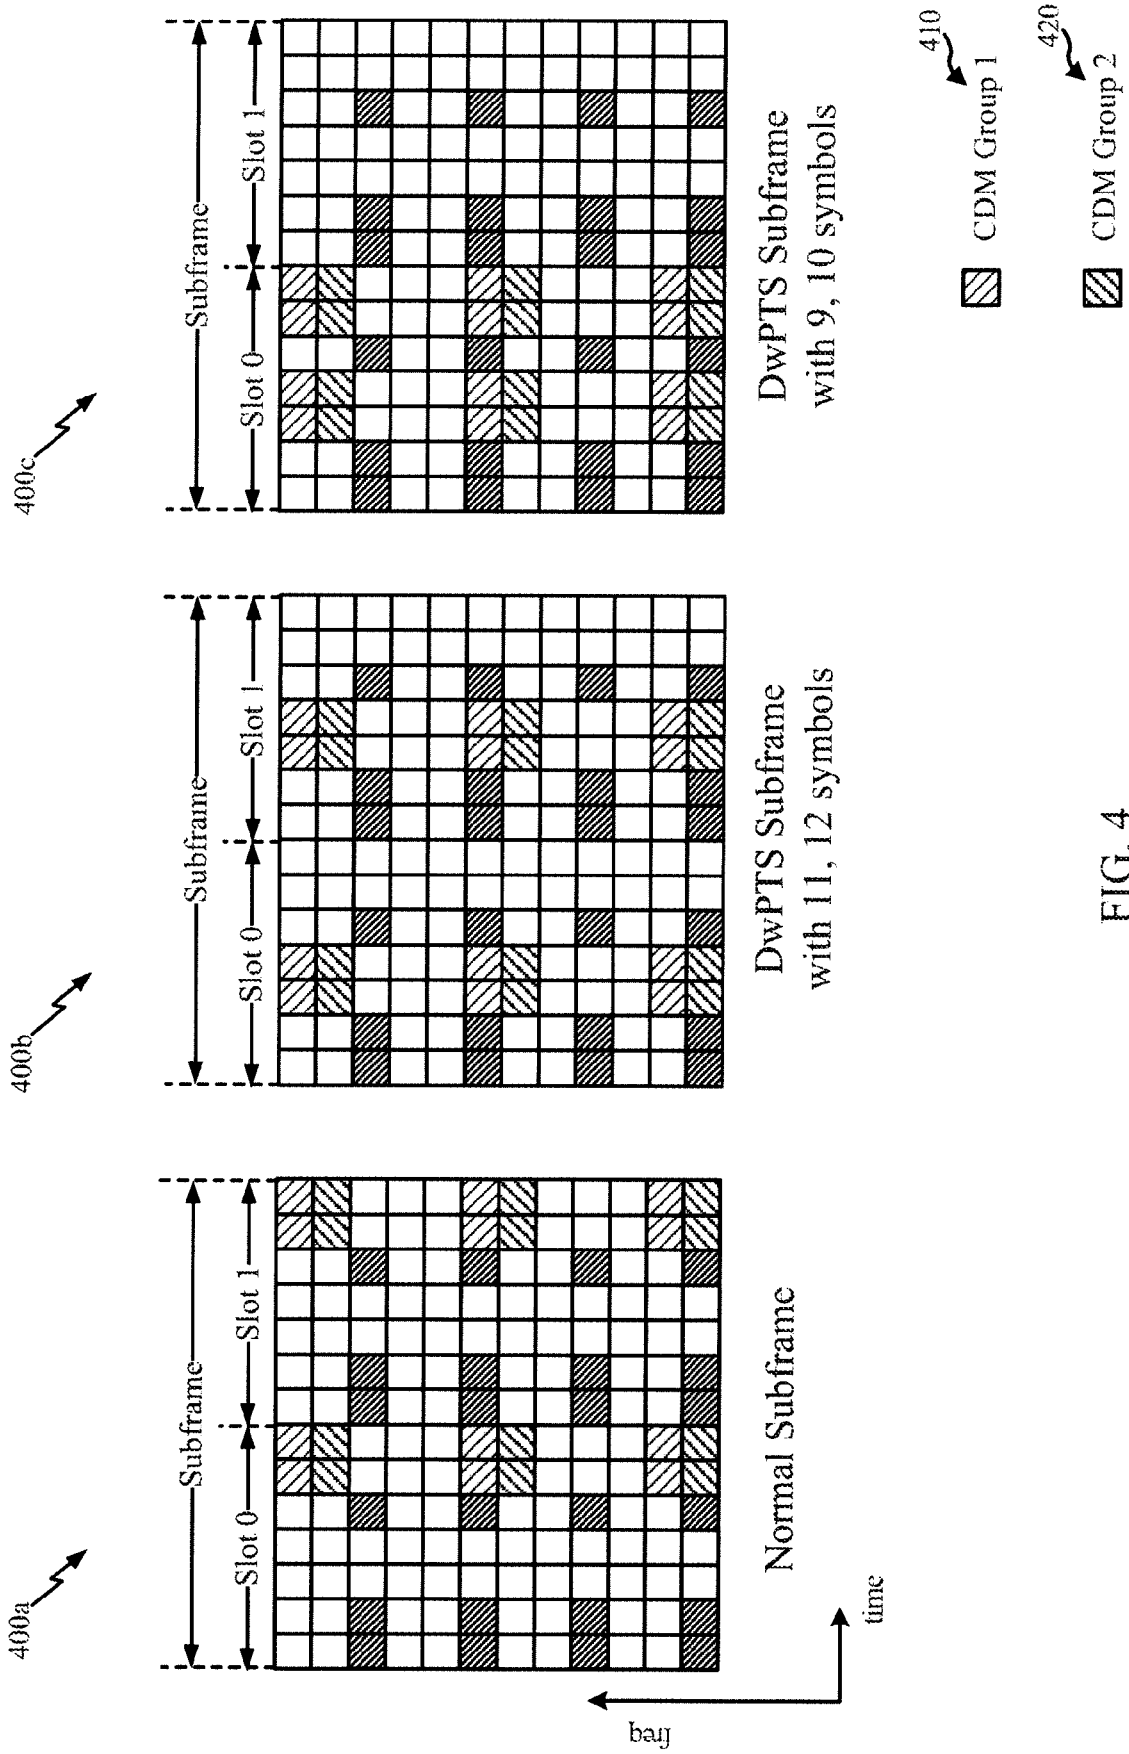 400a
Subframe
Slot 0
Slot 1
Normal Subframe
freq
time
400b
Subframe
Slot 0
Slot 1
DwPTS Subframe
with 11, 12 symbols
400c
Subframe
Slot 0
Slot 1
DwPTS Subframe
with 9, 10 symbols
410
CDM Group 1
420
CDM Group 2
FIG. 4